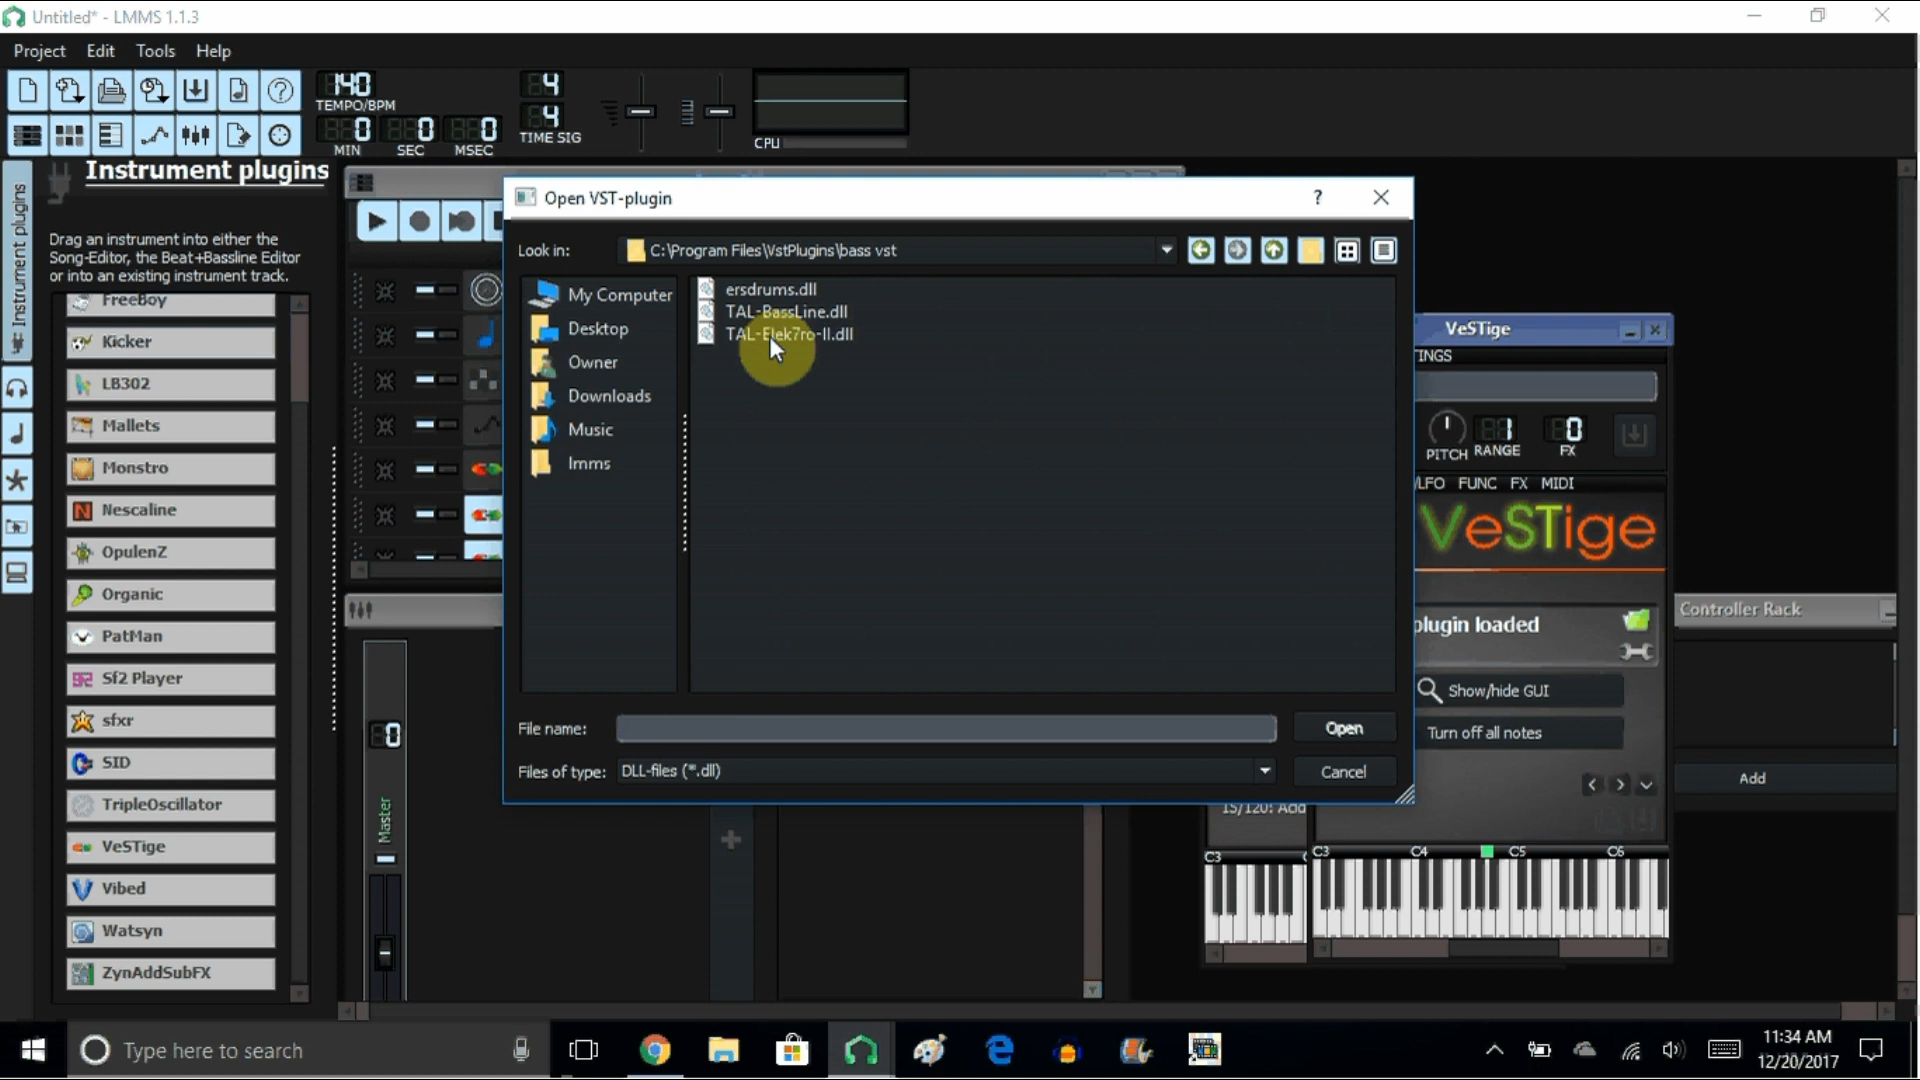 Untitled* - LMMS 1.1.3
Project Edit Tools Help
140
TEMPO/BPM
0 0 0
MIN SEC MSEC
4
4
TIME SIG
CPU
Instrument plugins
Instrument plugins
Drag an instrument into either the
Song-Editor, the Beat+Bassline Editor
or into an existing instrument track.
FreeBoy
Kicker
LB302
Mallets
Monstro
Nescaline
OpulenZ
Organic
PatMan
Sf2 Player
sfxr
SID
TripleOscillator
VeSTige
Vibed
Watsyn
ZynAddSubFX
0
Master
Open VST-plugin
?
Look in:
C:\Program Files\VstPlugins\bass vst
My Computer
Desktop
Owner
Downloads
Music
lmms
ersdrums.dll
TAL-BassLine.dll
TAL-Elek7ro-II.dll
File name:
Open
Files of type:
DLL-files (*.dll)
Cancel
VeSTige
TINGS
1 0
PITCH RANGE FX
/LFO FUNC FX MIDI
VeSTige
plugin loaded
Show/hide GUI
Turn off all notes
15/120: Add
C3
C3 C4 C5 C6
Controller Rack
Add
Type here to search
11:34 AM
12/20/2017